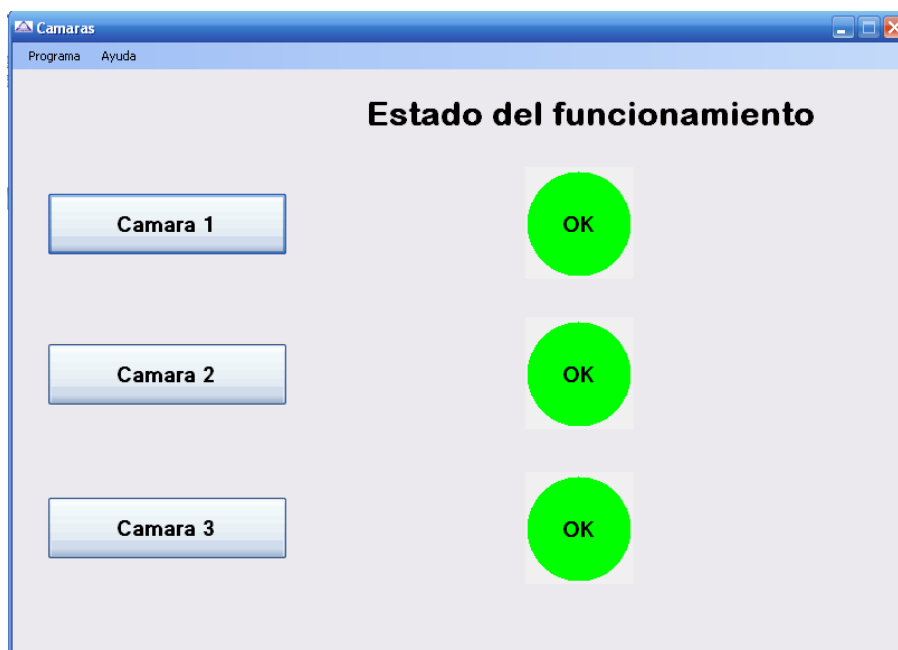 Camaras
Programa Ayuda
Estado del funcionamiento
Camara 1 OK
Camara 2 OK
Camara 3 OK